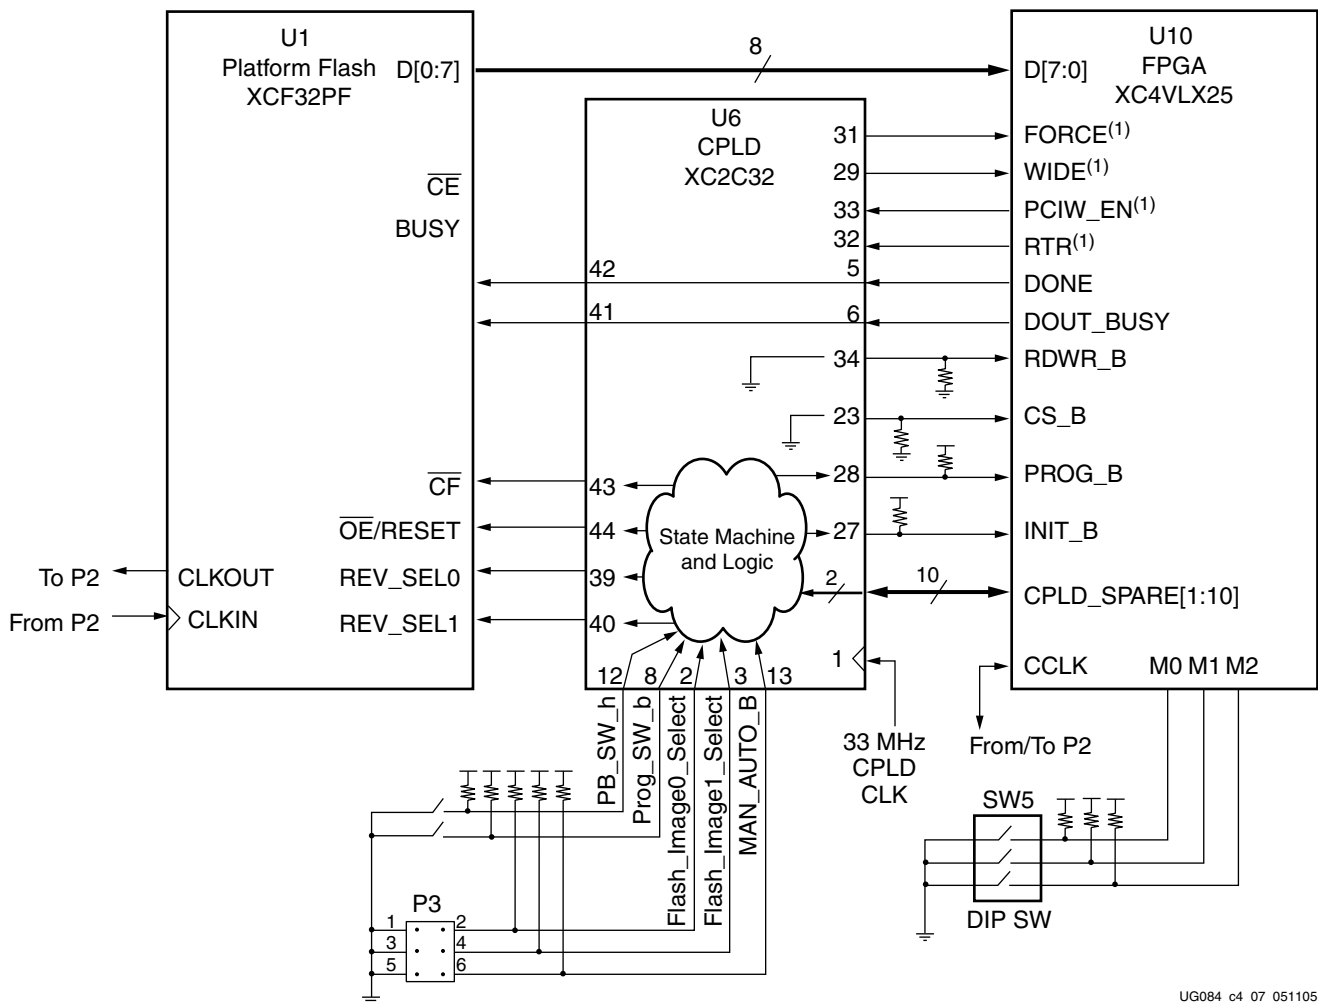 U1
Platform Flash
XCF32PF
D[0:7]
CE
BUSY
CF
OE/RESET
REV_SEL0
REV_SEL1
CLKOUT
CLKIN
To P2
From P2
8
U6
CPLD
XC2C32
31
29
33
32
42
5
41
6
34
23
43
28
44
27
39
40
State Machine
and Logic
2
10
1
12
8
2
3
13
PB_SW_h
Prog_SW_b
Flash_Image0_Select
Flash_Image1_Select
MAN_AUTO_B
33 MHz
CPLD
CLK
U10
FPGA
XC4VLX25
D[7:0]
FORCE(1)
WIDE(1)
PCIW_EN(1)
RTR(1)
DONE
DOUT_BUSY
RDWR_B
CS_B
PROG_B
INIT_B
CPLD_SPARE[1:10]
CCLK
M0 M1 M2
From/To P2
SW5
DIP SW
P3
1
2
3
4
5
6
UG084_c4_07_051105